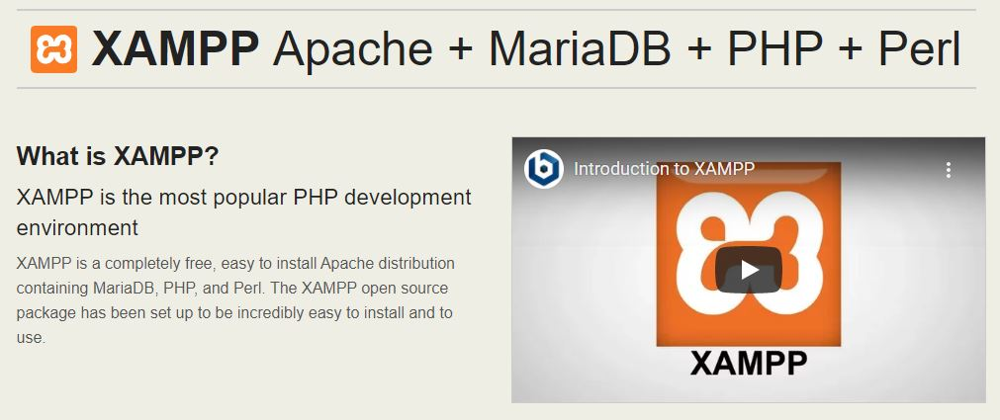 XAMPP Apache + MariaDB + PHP + Perl
What is XAMPP?
XAMPP is the most popular PHP development
environment
XAMPP is a completely free, easy to install Apache distribution
containing MariaDB, PHP, and Perl. The XAMPP open source
package has been set up to be incredibly easy to install and to
use.
Introduction to XAMPP
XAMPP